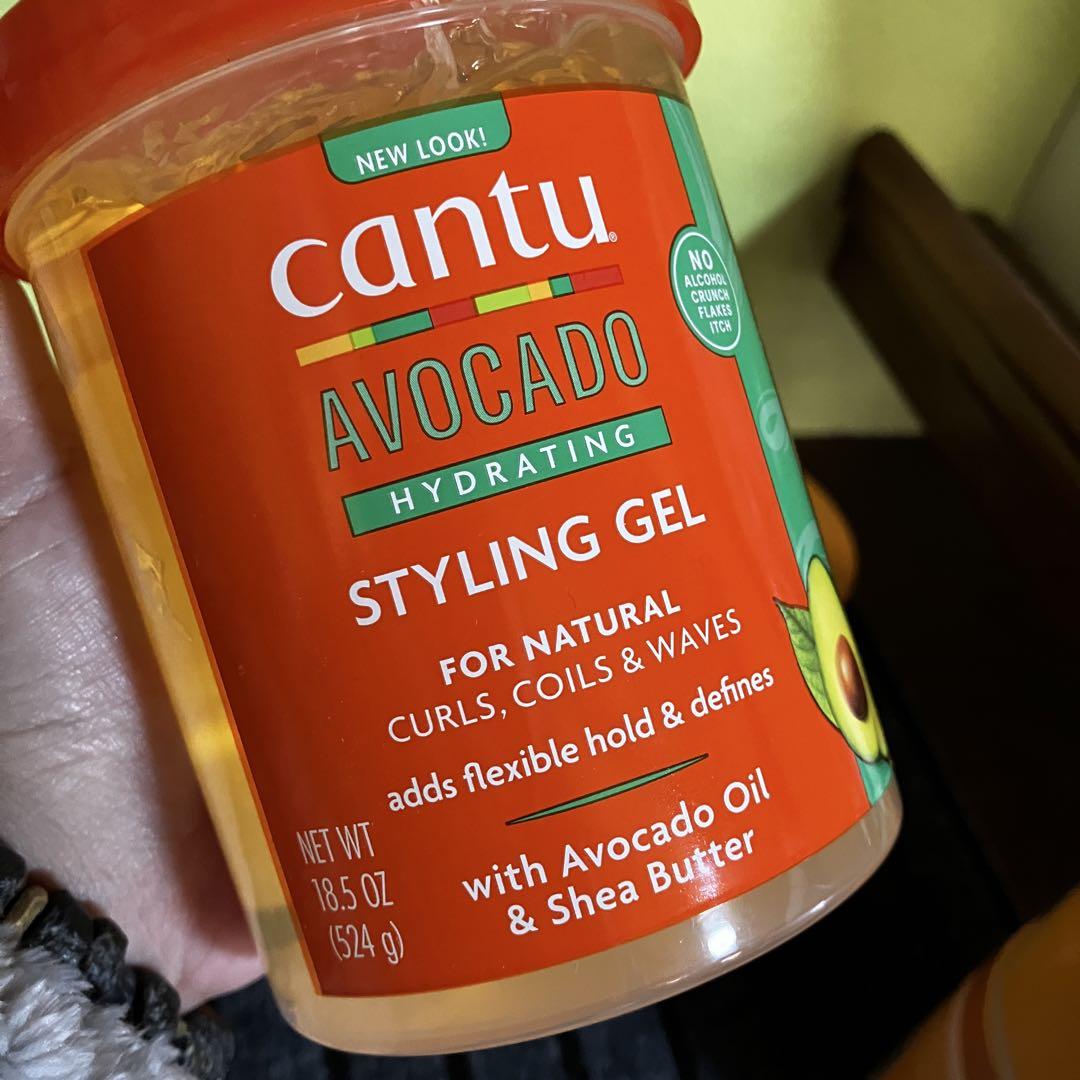 NEW LOOK!
cantu®
AVOCADO
HYDRATING
STYLING GEL
FOR NATURAL
CURLS, COILS & WAVES
adds flexible hold & defines
with Avocado Oil
& Shea Butter
NET WT
18.5 OZ
(524 g)
NO
ALCOHOL
CRUNCH
FLAKES
ITCH